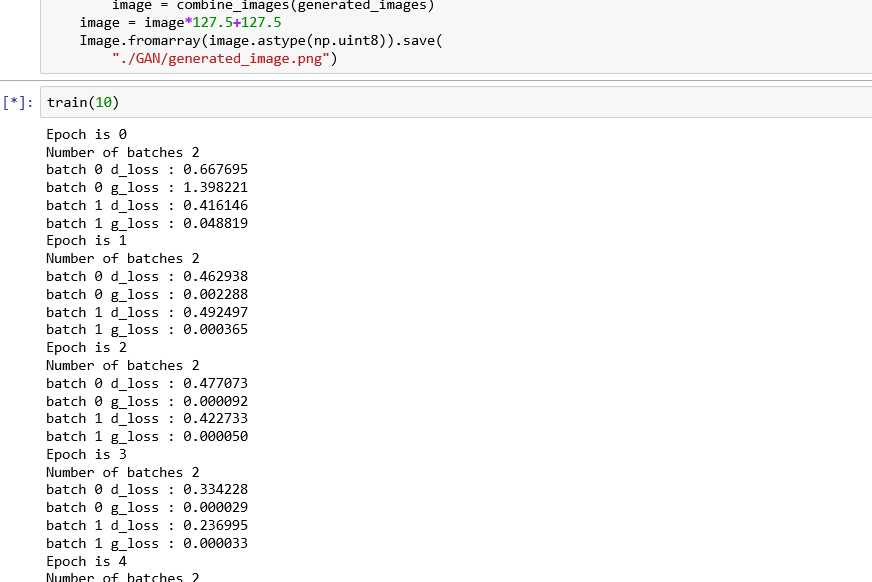 image = combine_images(generated_images)
image = image*127.5+127.5
Image.fromarray(image.astype(np.uint8)).save(
"./GAN/generated_image.png")
[*]: train(10)
Epoch is 0
Number of batches 2
batch 0 d_loss : 0.667695
batch 0 g_loss : 1.398221
batch 1 d_loss : 0.416146
batch 1 g_loss : 0.048819
Epoch is 1
Number of batches 2
batch 0 d_loss : 0.462938
batch 0 g_loss : 0.002288
batch 1 d_loss : 0.492497
batch 1 g_loss : 0.000365
Epoch is 2
Number of batches 2
batch 0 d_loss : 0.477073
batch 0 g_loss : 0.000092
batch 1 d_loss : 0.422733
batch 1 g_loss : 0.000050
Epoch is 3
Number of batches 2
batch 0 d_loss : 0.334228
batch 0 g_loss : 0.000029
batch 1 d_loss : 0.236995
batch 1 g_loss : 0.000033
Epoch is 4
Number of batches 2